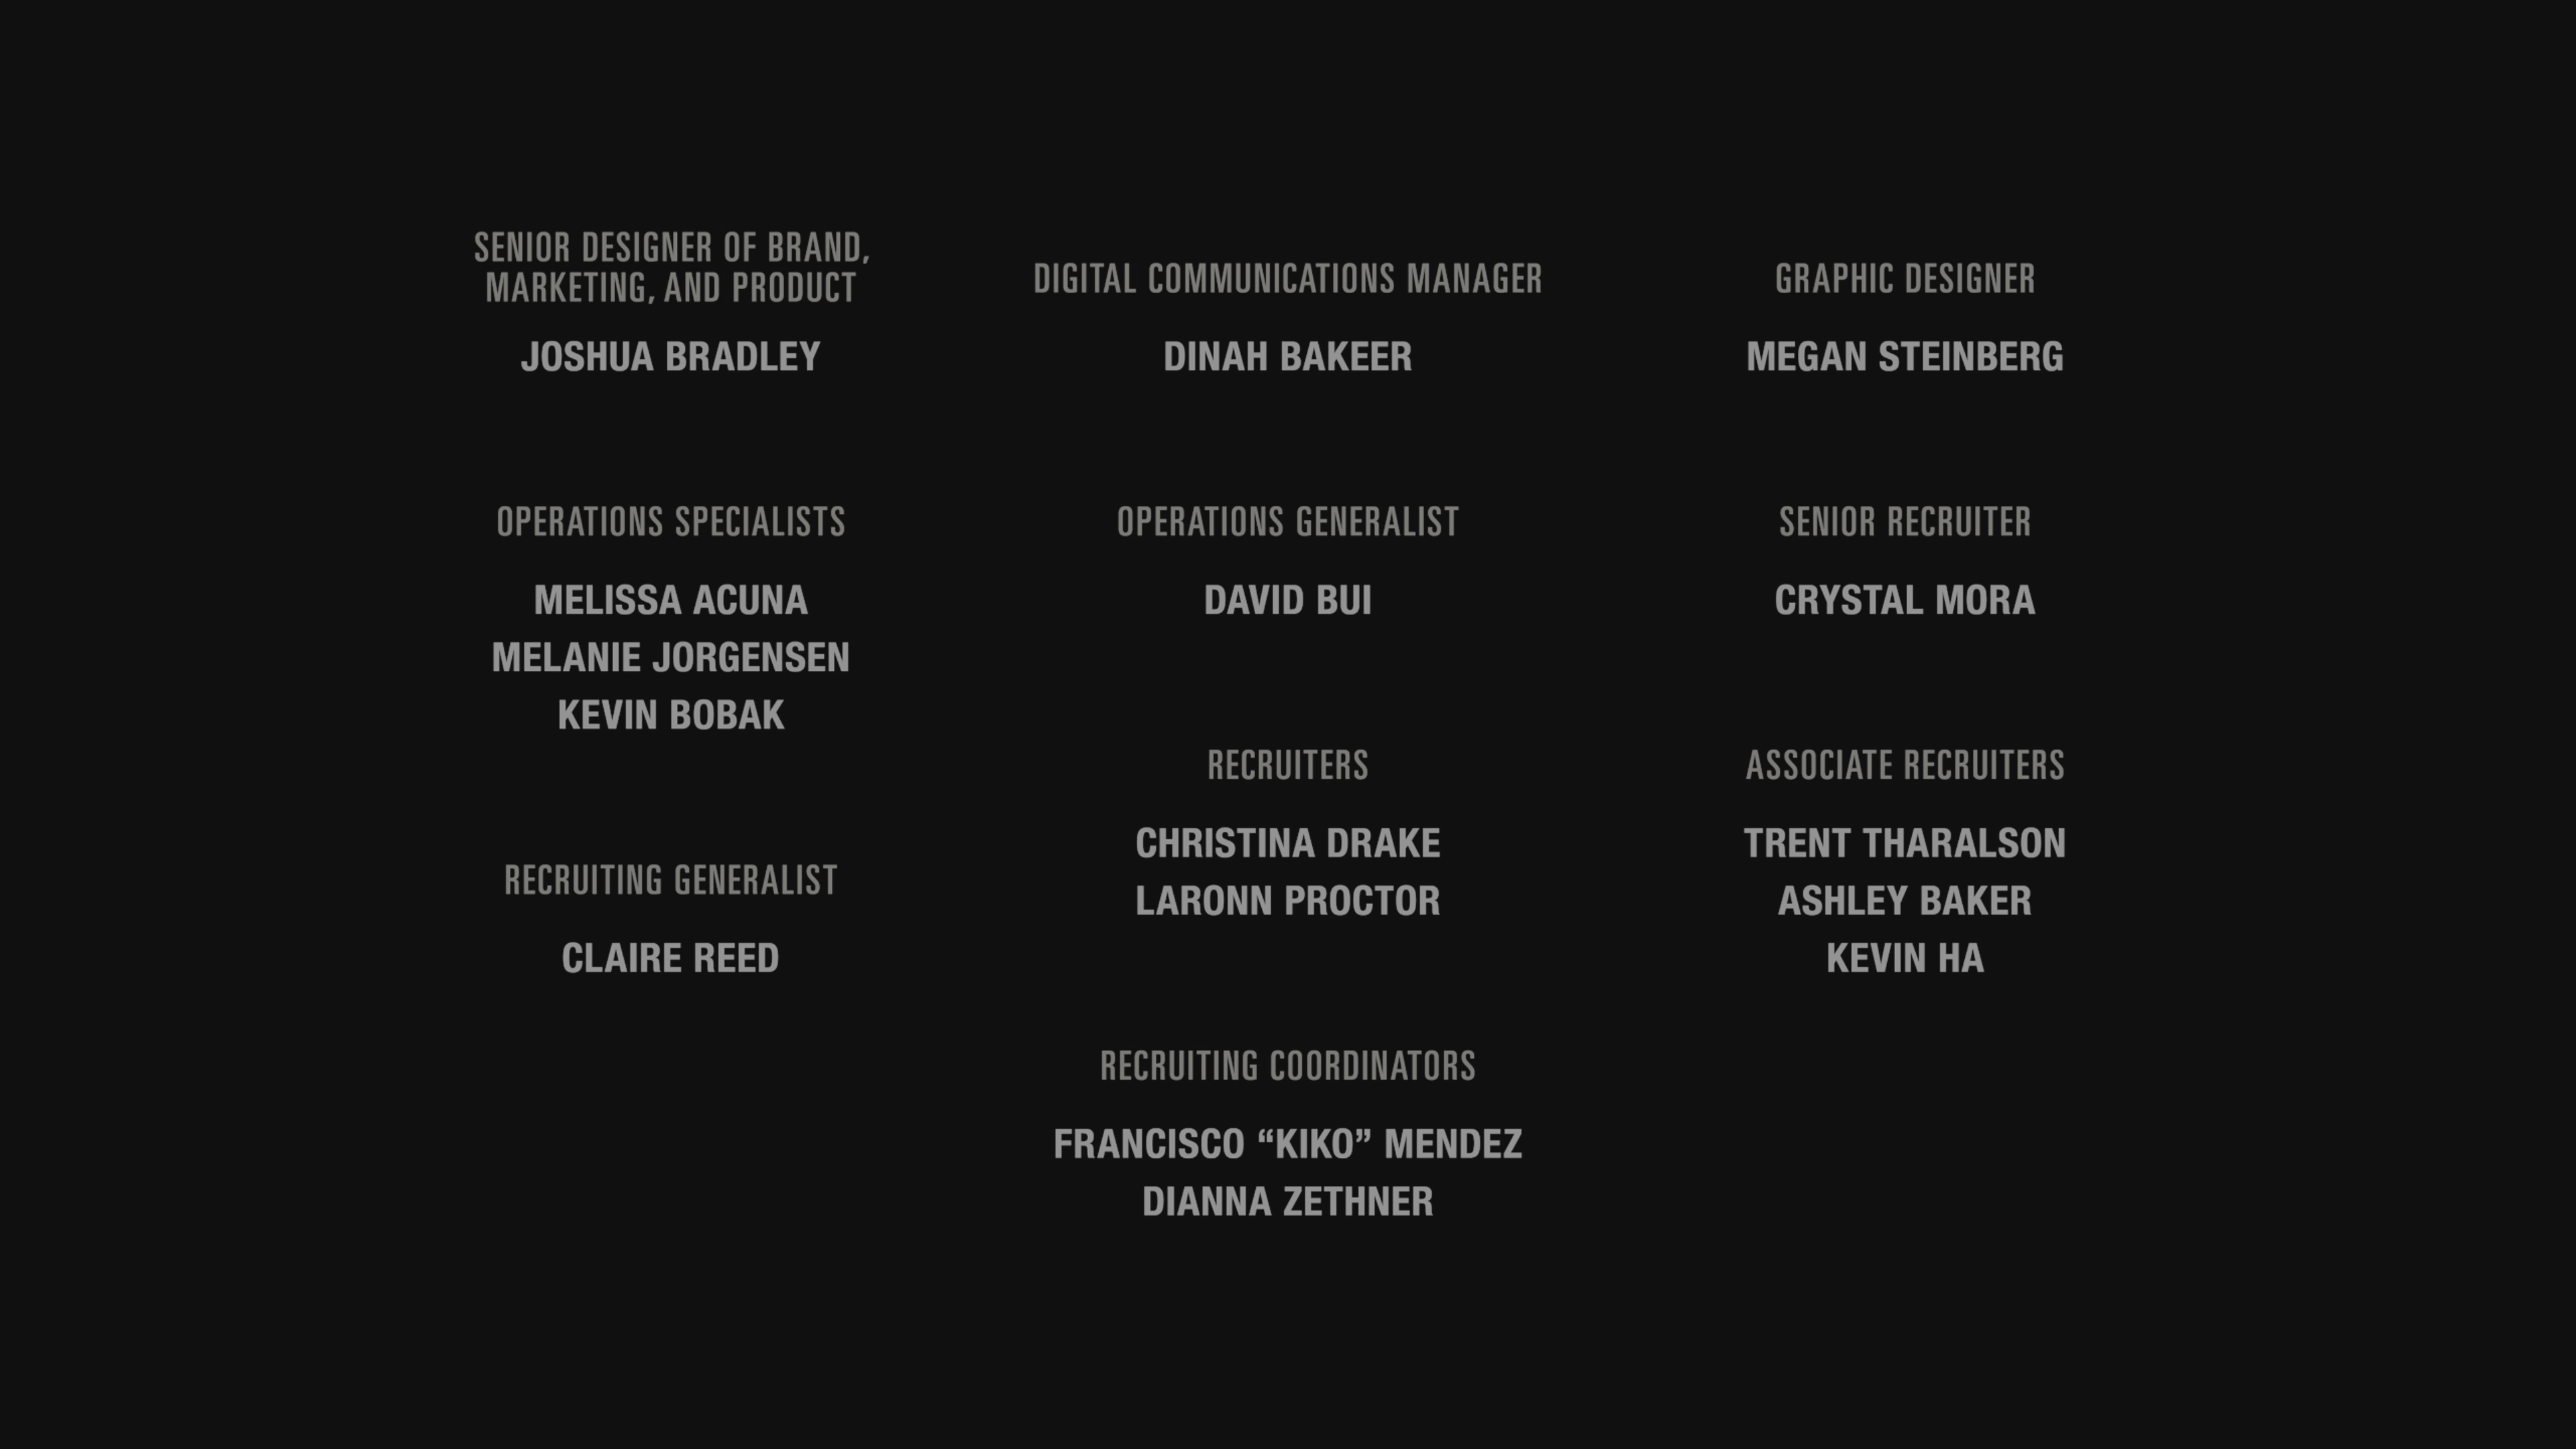 SENIOR DESIGNER OF BRAND,
MARKETING, AND PRODUCT
JOSHUA BRADLEY
DIGITAL COMMUNICATIONS MANAGER
DINAH BAKEER
GRAPHIC DESIGNER
MEGAN STEINBERG
OPERATIONS SPECIALISTS
MELISSA ACUNA
MELANIE JORGENSEN
KEVIN BOBAK
OPERATIONS GENERALIST
DAVID BUI
SENIOR RECRUITER
CRYSTAL MORA
RECRUITING GENERALIST
CLAIRE REED
RECRUITERS
CHRISTINA DRAKE
LARONN PROCTOR
ASSOCIATE RECRUITERS
TRENT THARALSON
ASHLEY BAKER
KEVIN HA
RECRUITING COORDINATORS
FRANCISCO “KIKO” MENDEZ
DIANNA ZETHNER